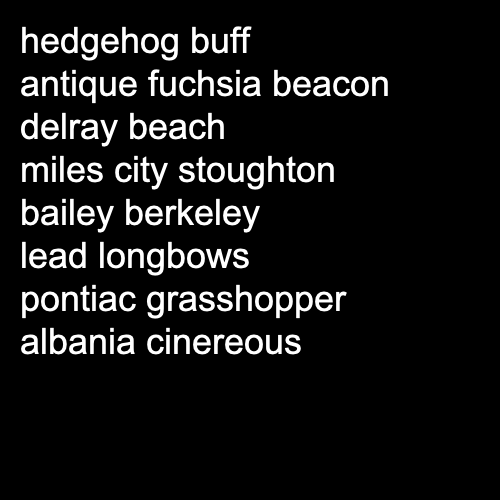 hedgehog buff
antique fuchsia beacon
delray beach
miles city stoughton
bailey berkeley
lead longbows
pontiac grasshopper
albania cinereous